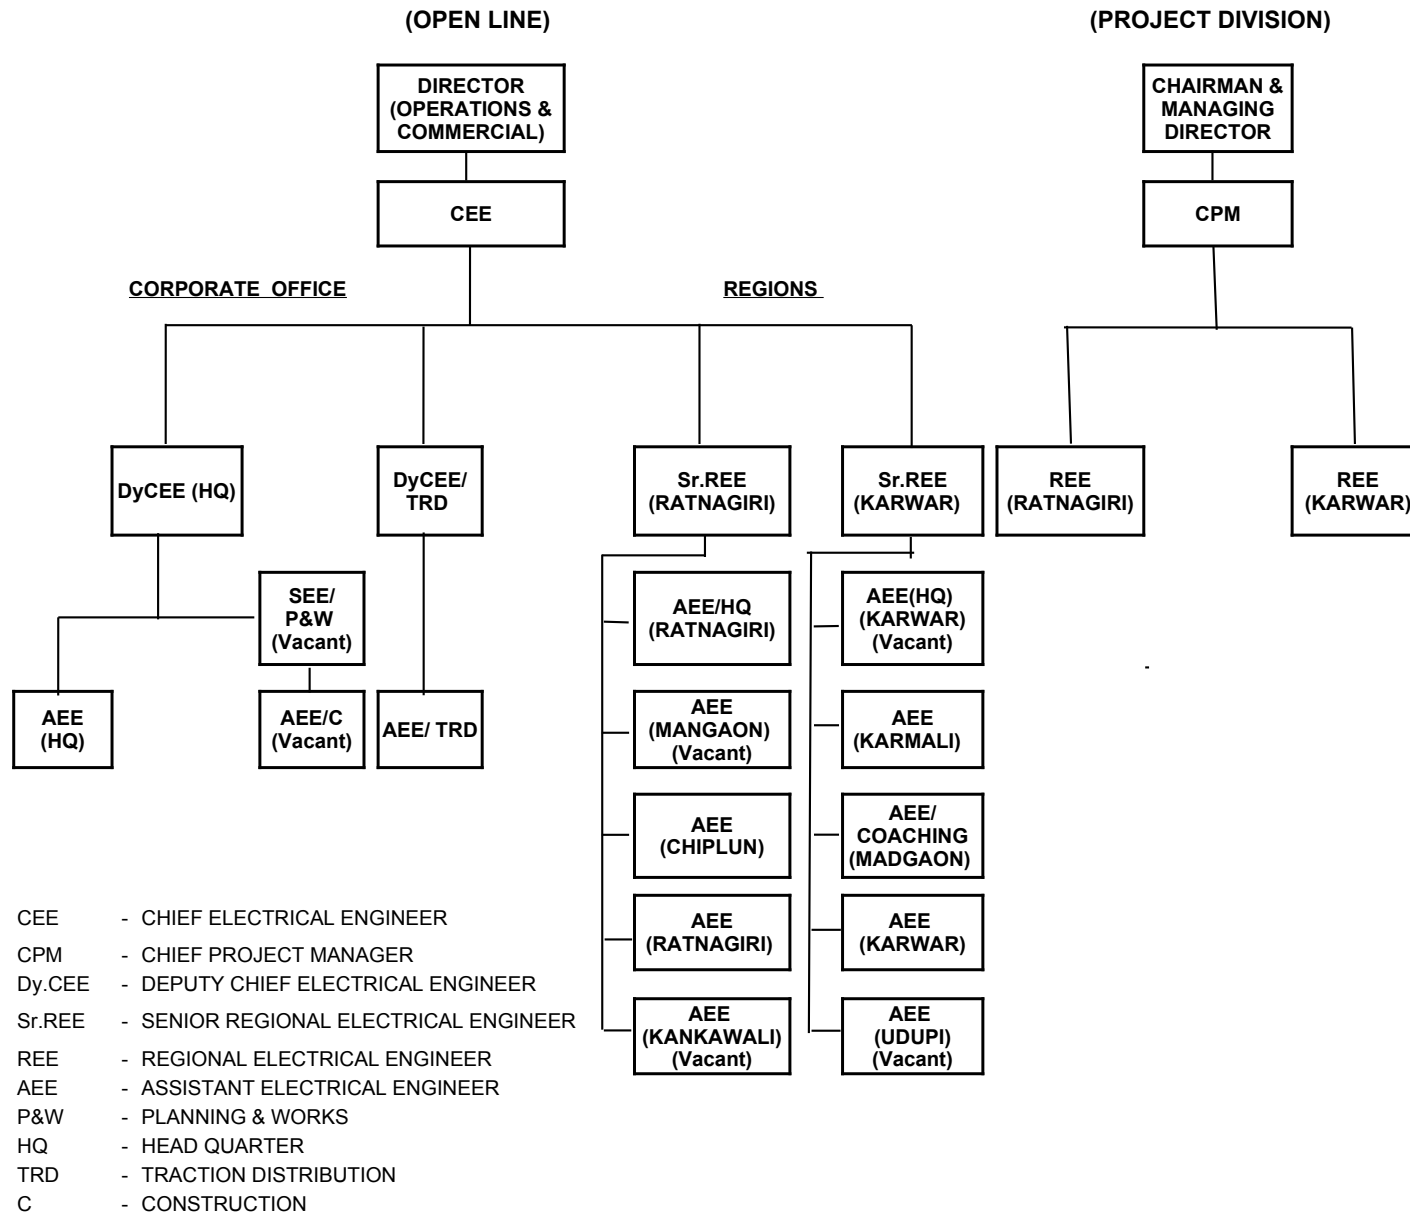 (OPEN LINE)
(PROJECT DIVISION)
DIRECTOR
(OPERATIONS &
COMMERCIAL)
CHAIRMAN &
MANAGING
DIRECTOR
CEE
CPM
CORPORATE OFFICE
REGIONS
DyCEE (HQ)
DyCEE/
TRD
Sr.REE
(RATNAGIRI)
Sr.REE
(KARWAR)
REE
(RATNAGIRI)
REE
(KARWAR)
SEE/
P&W
(Vacant)
AEE/HQ
(RATNAGIRI)
AEE(HQ)
(KARWAR)
(Vacant)
-
AEE
(HQ)
AEE/C
(Vacant)
AEE/ TRD
AEE
(MANGAON)
(Vacant)
AEE
(KARMALI)
AEE
(CHIPLUN)
AEE/
COACHING
(MADGAON)
AEE
(RATNAGIRI)
AEE
(KARWAR)
AEE
(KANKAWALI)
(Vacant)
AEE
(UDUPI)
(Vacant)
CEE - CHIEF ELECTRICAL ENGINEER
CPM - CHIEF PROJECT MANAGER
Dy.CEE - DEPUTY CHIEF ELECTRICAL ENGINEER
Sr.REE - SENIOR REGIONAL ELECTRICAL ENGINEER
REE - REGIONAL ELECTRICAL ENGINEER
AEE - ASSISTANT ELECTRICAL ENGINEER
P&W - PLANNING & WORKS
HQ - HEAD QUARTER
TRD - TRACTION DISTRIBUTION
C - CONSTRUCTION